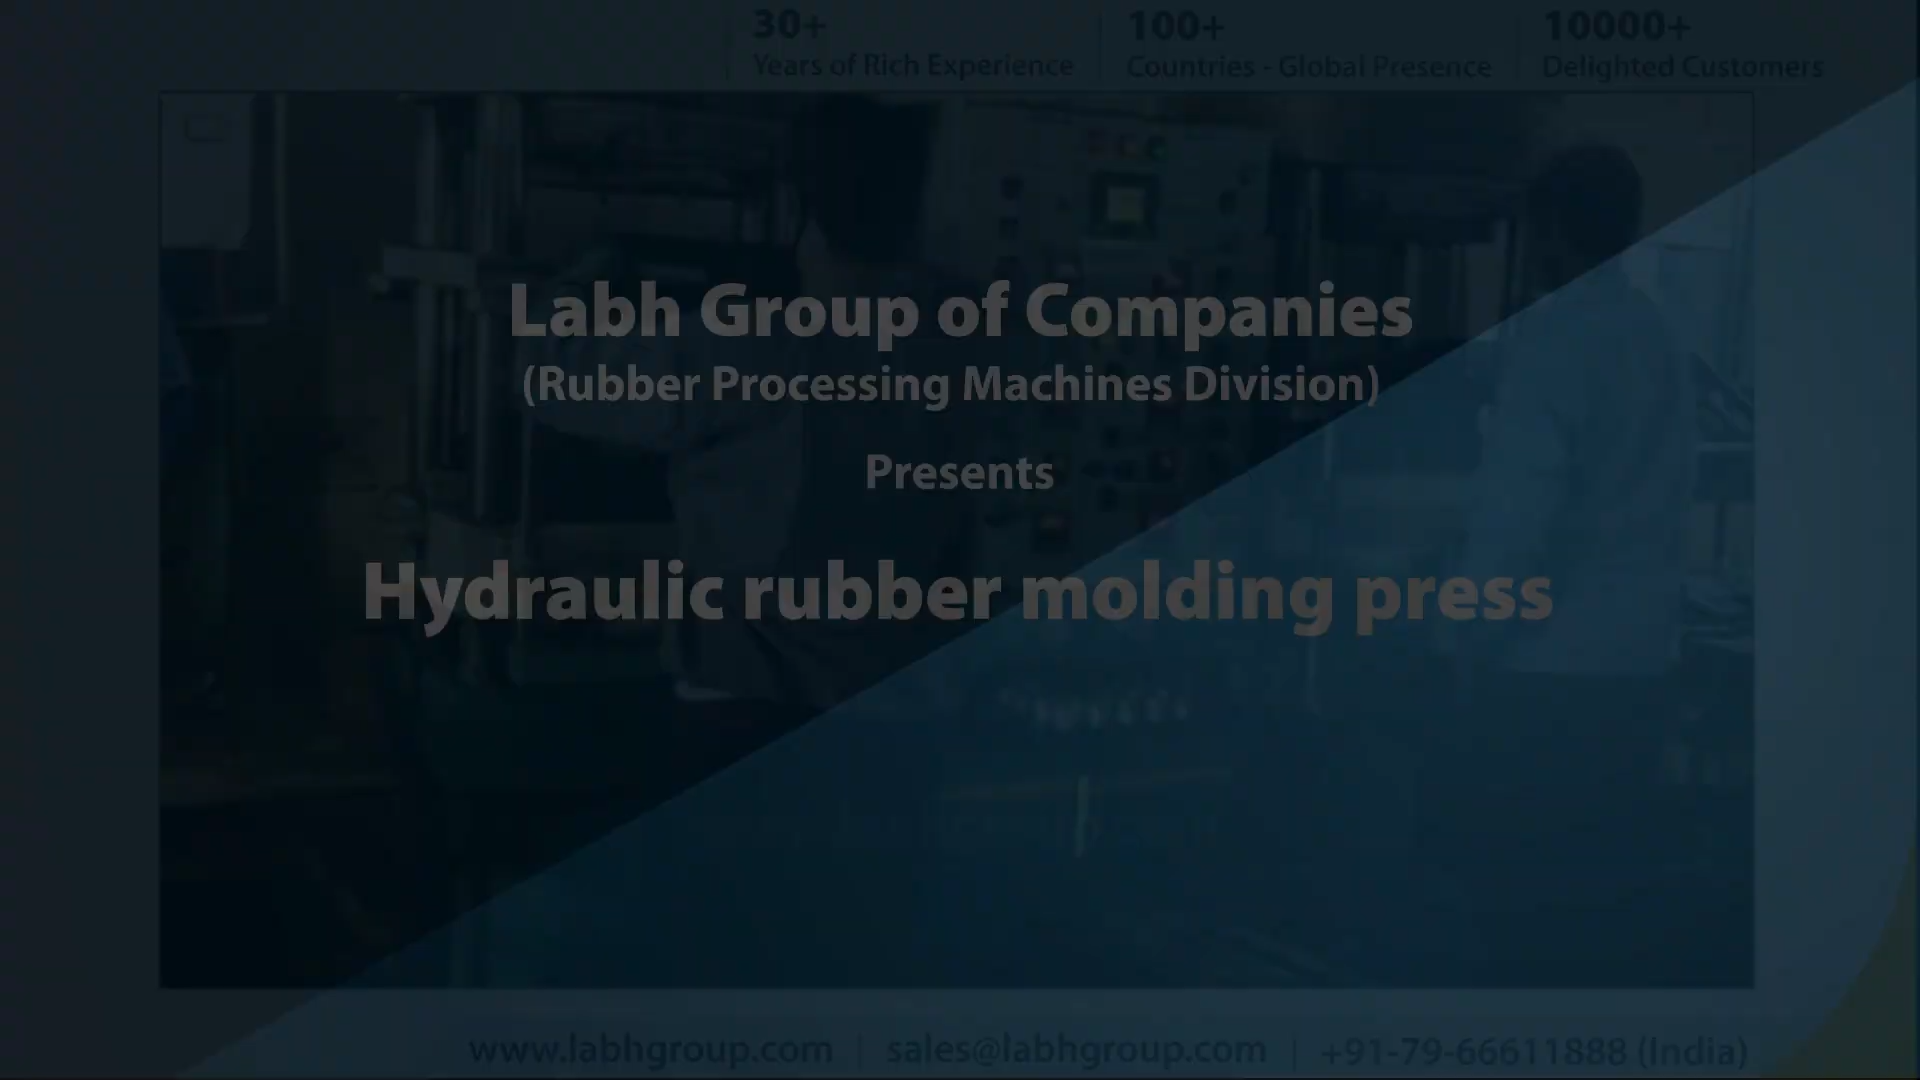 30+
Years of Rich Experience
100+
Countries - Global Presence
10000+
Delighted Customers
Labh Group of Companies
(Rubber Processing Machines Division)
Presents
Hydraulic rubber molding press
www.labhgroup.com | sales@labhgroup.com | +91-79-66611888 (India)